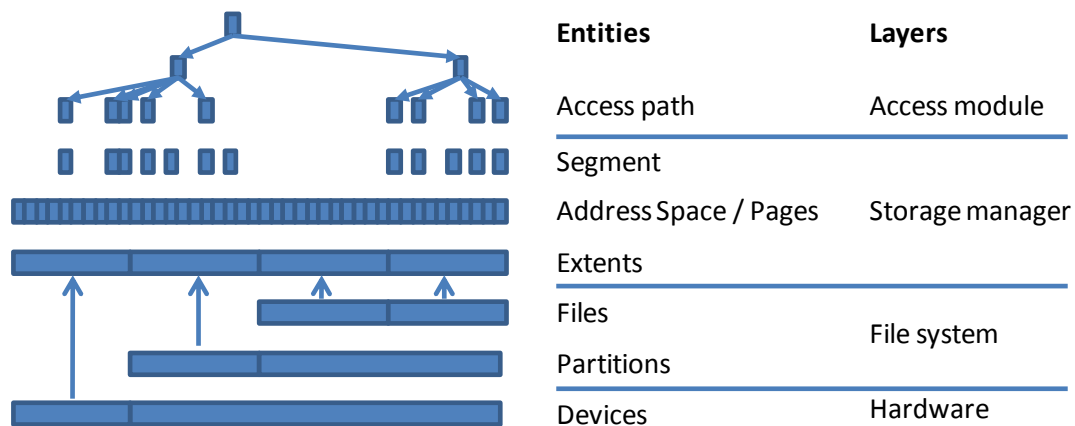 Entities Layers
Access path Access module
Segment
Address Space / Pages Storage manager
Extents
Files
File system
Partitions
Devices Hardware